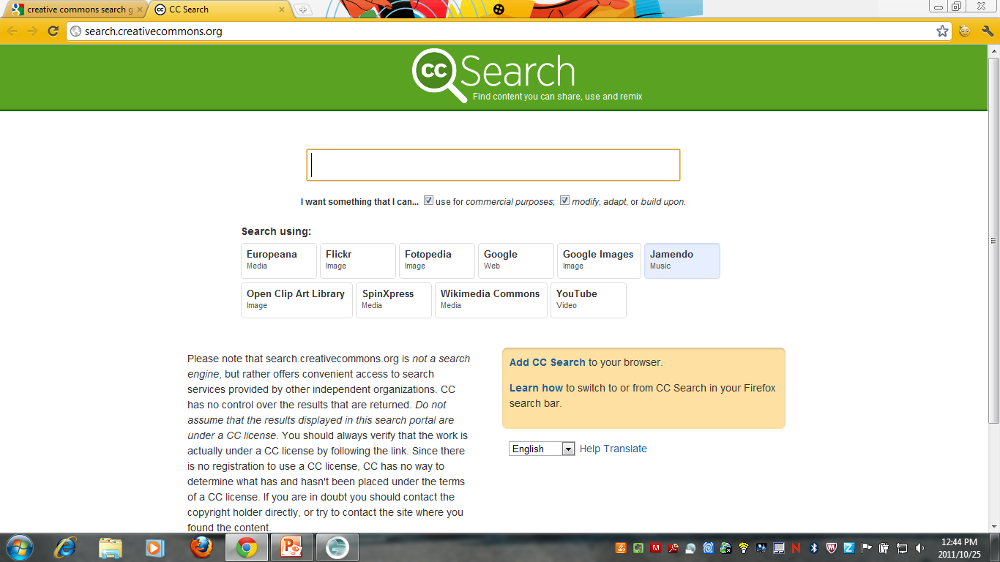 creative commons search g
CC Search
search.creativecommons.org
cc Search
Find content you can share, use and remix
I want something that I can... use for commercial purposes; modify, adapt, or build upon.
Search using:
Europeana
Media
Flickr
Image
Fotopedia
Image
Google
Web
Google Images
Image
Jamendo
Music
Open Clip Art Library
Image
SpinXpress
Media
Wikimedia Commons
Media
YouTube
Video
Please note that search.creativecommons.org is not a search
engine, but rather offers convenient access to search
services provided by other independent organizations. CC
has no control over the results that are returned. Do not
assume that the results displayed in this search portal are
under a CC license. You should always verify that the work is
actually under a CC license by following the link. Since there
is no registration to use a CC license, CC has no way to
determine what has and hasn't been placed under the terms
of a CC license. If you are in doubt you should contact the
copyright holder directly, or try to contact the site where you
found the content.
Add CC Search to your browser.
Learn how to switch to or from CC Search in your Firefox
search bar.
English
Help Translate
12:44 PM
2011/10/25